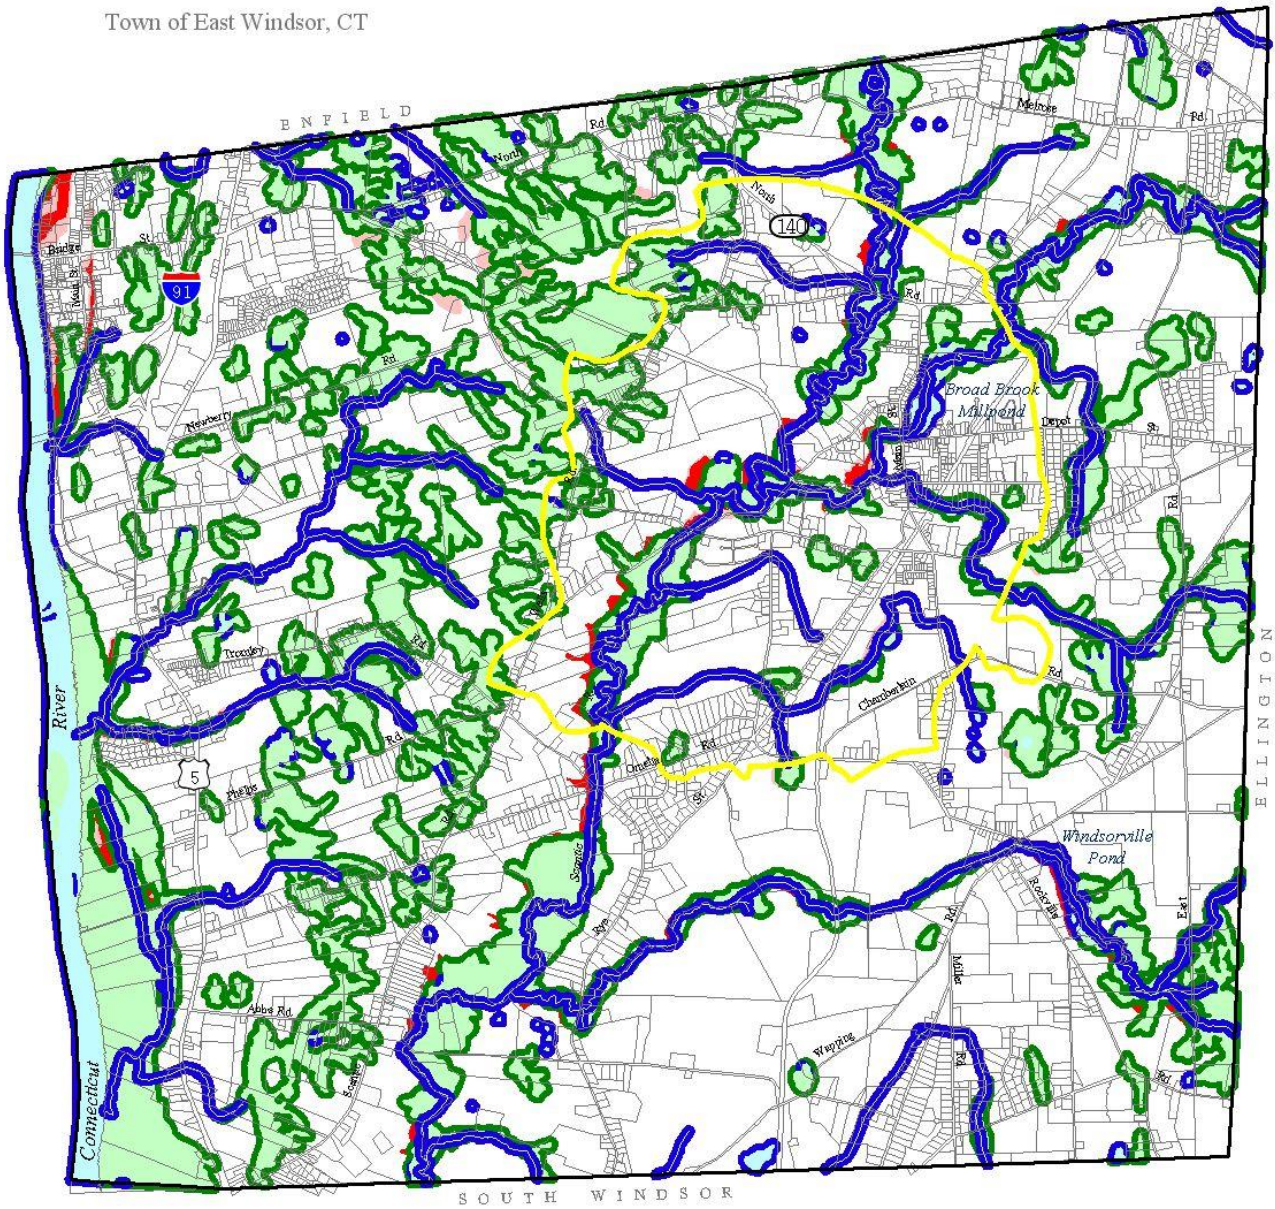 Town of East Windsor, CT
ENFIELD
Melrose
Rd.
Rd.
North
North
140
Bridge
St.
Main St.
91
Rd.
Rd.
Newberry
Broad Brook
Millpond
Depot
St.
Rd.
Rd.
Tromley
Rd.
River
Chamberlain
Rd.
ELLINGTON
5
Phelps
Rd.
Rd.
Omelia
Rd.
St.
Windsorville
Pond
Scantic
Rye
Rockville
East
Rd.
Miller
Rd.
Abbe Rd.
Wapping
Rd.
Scantic
Connecticut
SOUTH WINDSOR